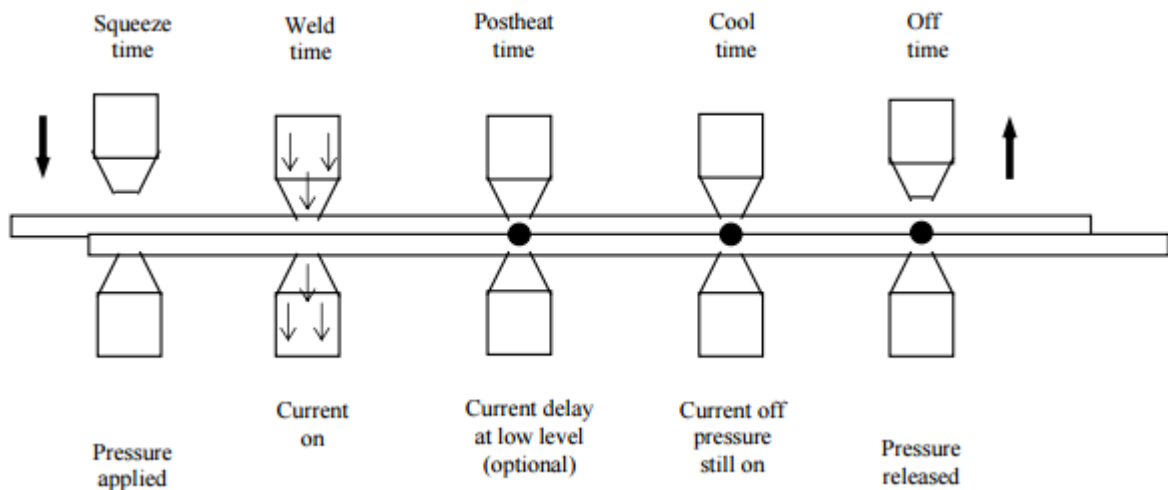 Squeeze
time
Weld
time
Postheat
time
Cool
time
Off
time
Pressure
applied
Current
on
Current delay
at low level
(optional)
Current off
pressure
still on
Pressure
released